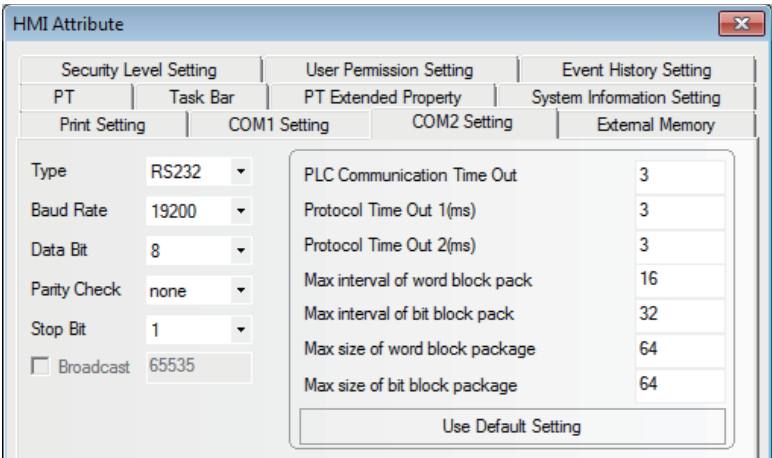 HMI Attribute
Security Level Setting User Permission Setting Event History Setting
PT Task Bar PT Extended Property System Information Setting
Print Setting COM1 Setting COM2 Setting External Memory
Type RS232
Baud Rate 19200
Data Bit 8
Parity Check none
Stop Bit 1
Broadcast 65535
PLC Communication Time Out 3
Protocol Time Out 1(ms) 3
Protocol Time Out 2(ms) 3
Max interval of word block pack 16
Max interval of bit block pack 32
Max size of word block package 64
Max size of bit block package 64
Use Default Setting